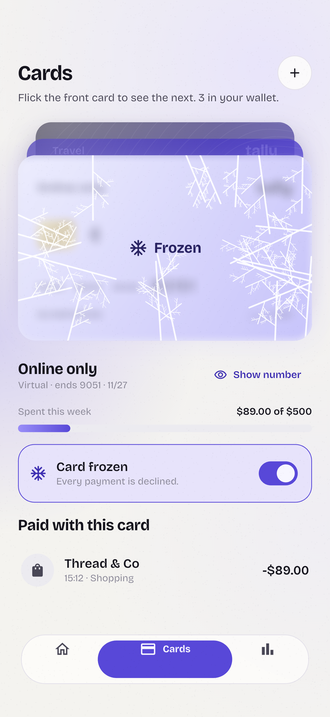 Cards
Flick the front card to see the next. 3 in your wallet.
Travel
tally
Frozen
Online only
Virtual · ends 9051 · 11/27
Show number
Spent this week
$89.00 of $500
Card frozen
Every payment is declined.
Paid with this card
Thread & Co
15:12 · Shopping
-$89.00
Cards